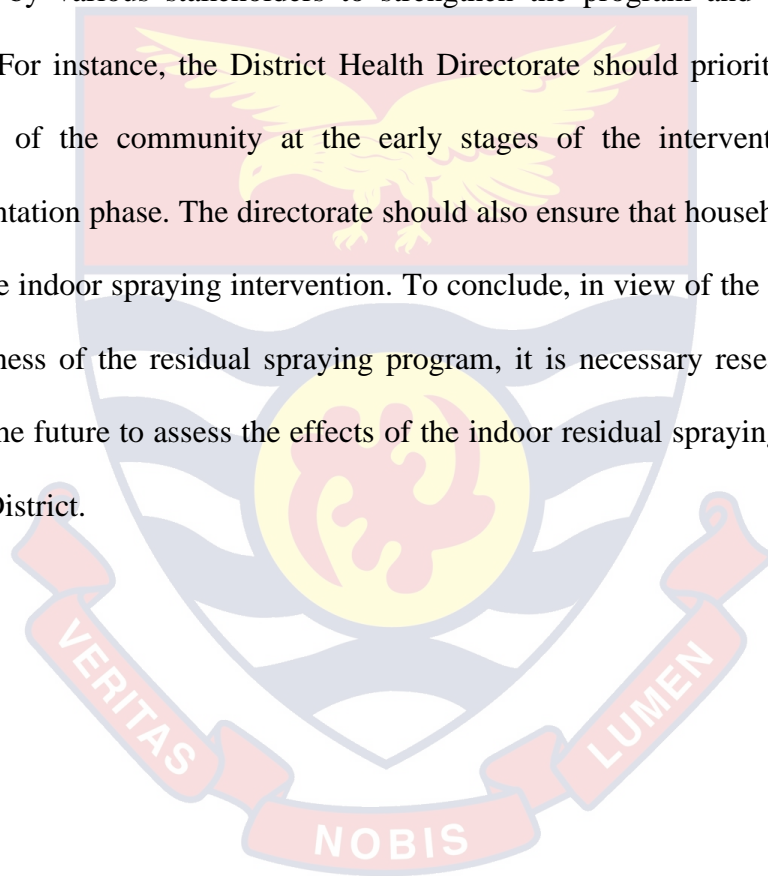 by various stakeholders to strengthen the program and
For instance, the District Health Directorate should priorit
of the community at the early stages of the intervent
ntation phase. The directorate should also ensure that househ
e indoor spraying intervention. To conclude, in view of the
ness of the residual spraying program, it is necessary rese
he future to assess the effects of the indoor residual spraying
District.
VERITAS
NOBIS
LUMEN